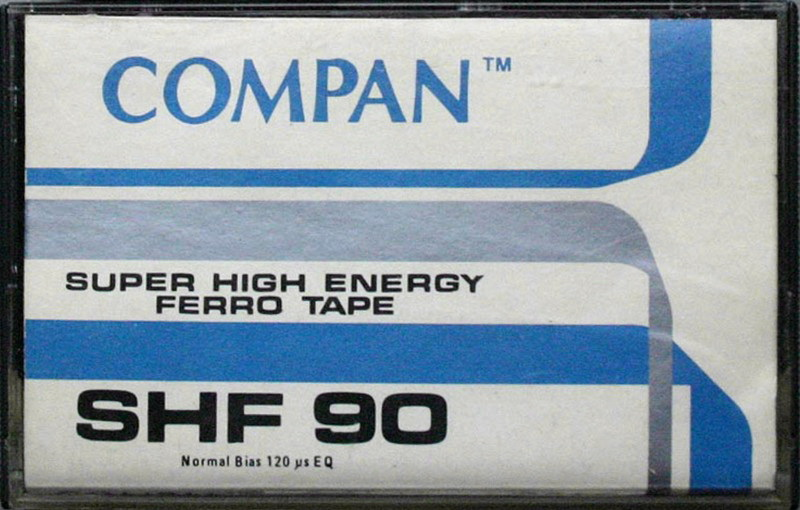 COMPAN™
SUPER HIGH ENERGY
FERRO TAPE
SHF 90
Normal Bias 120 µs EQ